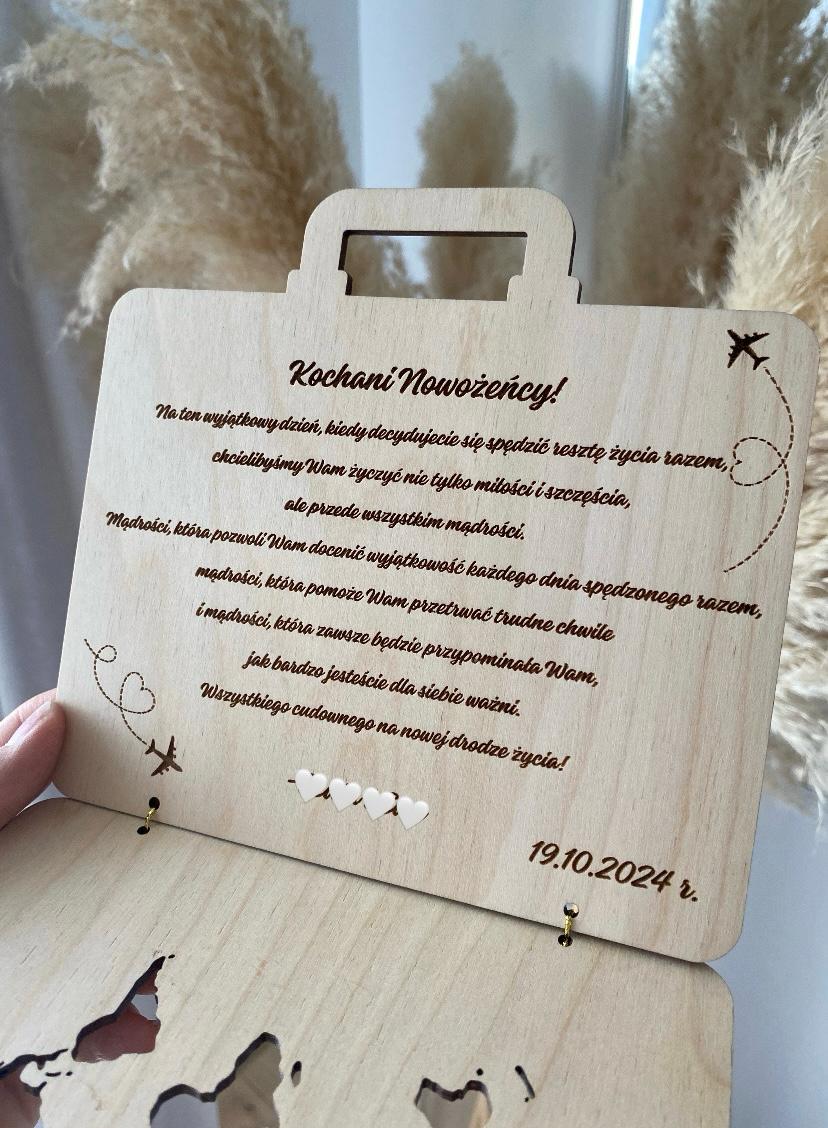 Kochani Nowożeńcy!
Na ten wyjątkowy dzień, kiedy decydujecie się spędzić resztę życia razem,
chcielibyśmy Wam życzyć nie tylko miłości i szczęścia,
ale przede wszystkim mądrości.
Mądrości, która pozwoli Wam docenić wyjątkowość każdego dnia spędzonego razem,
mądrości, która pomoże Wam przetrwać trudne chwile
i mądrości, która zawsze będzie przypominała Wam,
jak bardzo jesteście dla siebie ważni.
Wszystkiego cudownego na nowej drodze życia!
19.10.2024 r.